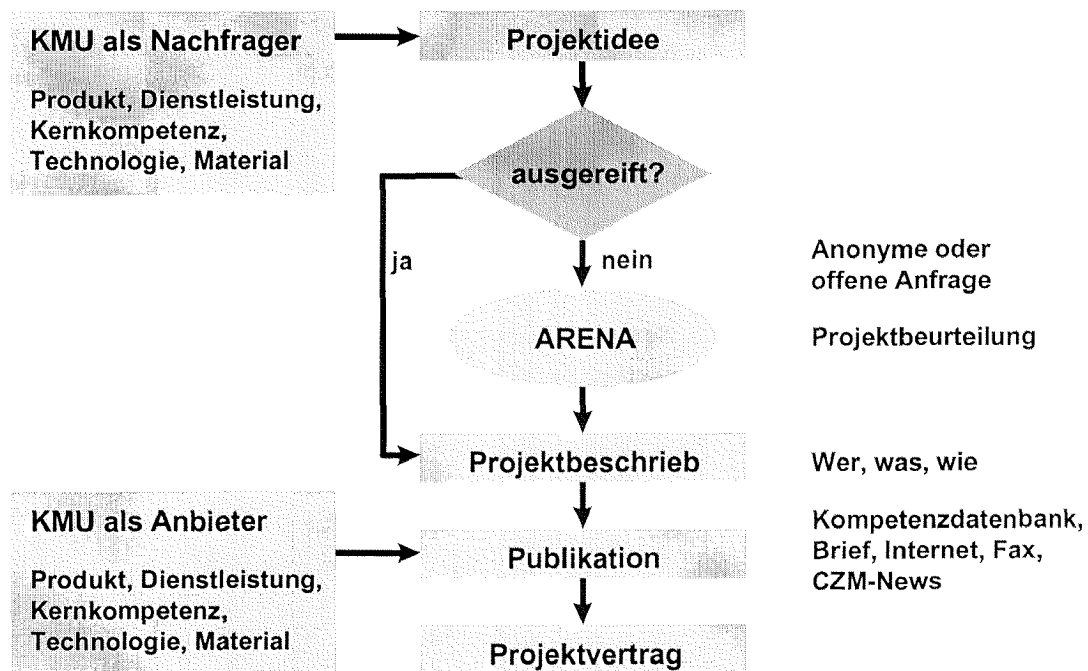 KMU als Nachfrager
Produkt, Dienstleistung,
Kernkompetenz,
Technologie, Material
Projektidee
ausgereift?
ja
nein
Anonyme oder
offene Anfrage
ARENA
Projektbeurteilung
Projektbeschrieb
Wer, was, wie
KMU als Anbieter
Produkt, Dienstleistung,
Kernkompetenz,
Technologie, Material
Publikation
Kompetenzdatenbank,
Brief, Internet, Fax,
CZM-News
Projektvertrag